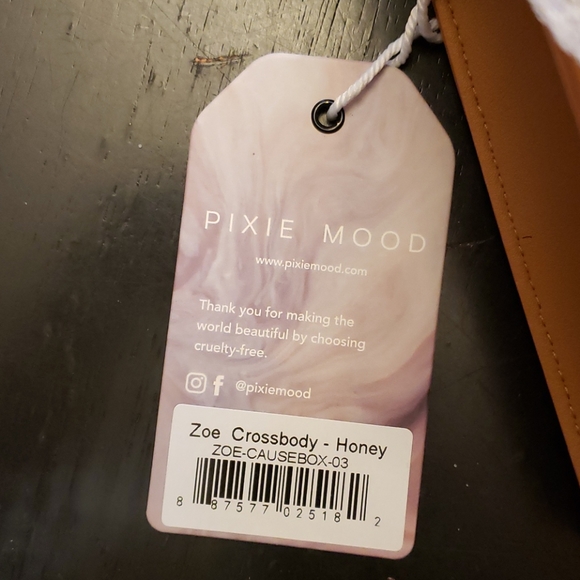 PIXIE MOOD
www.pixiemood.com
Thank you for making the
world beautiful by choosing
cruelty-free.
@pixiemood
Zoe Crossbody - Honey
ZOE-CAUSEBOX-03
8 87577 02518 2